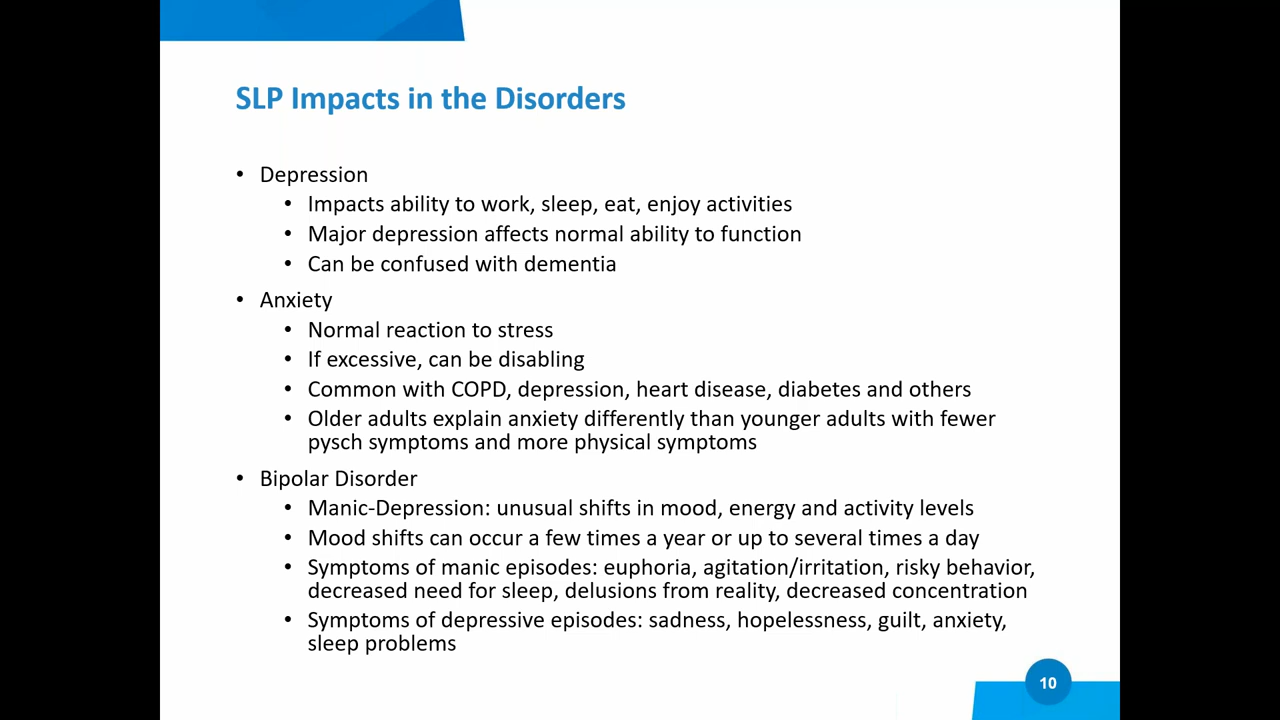 SLP Impacts in the Disorders
• Depression
• Impacts ability to work, sleep, eat, enjoy activities
• Major depression affects normal ability to function
• Can be confused with dementia
• Anxiety
• Normal reaction to stress
• If excessive, can be disabling
• Common with COPD, depression, heart disease, diabetes and others
• Older adults explain anxiety differently than younger adults with fewer
pysch symptoms and more physical symptoms
• Bipolar Disorder
• Manic-Depression: unusual shifts in mood, energy and activity levels
• Mood shifts can occur a few times a year or up to several times a day
• Symptoms of manic episodes: euphoria, agitation/irritation, risky behavior,
decreased need for sleep, delusions from reality, decreased concentration
• Symptoms of depressive episodes: sadness, hopelessness, guilt, anxiety,
sleep problems
10